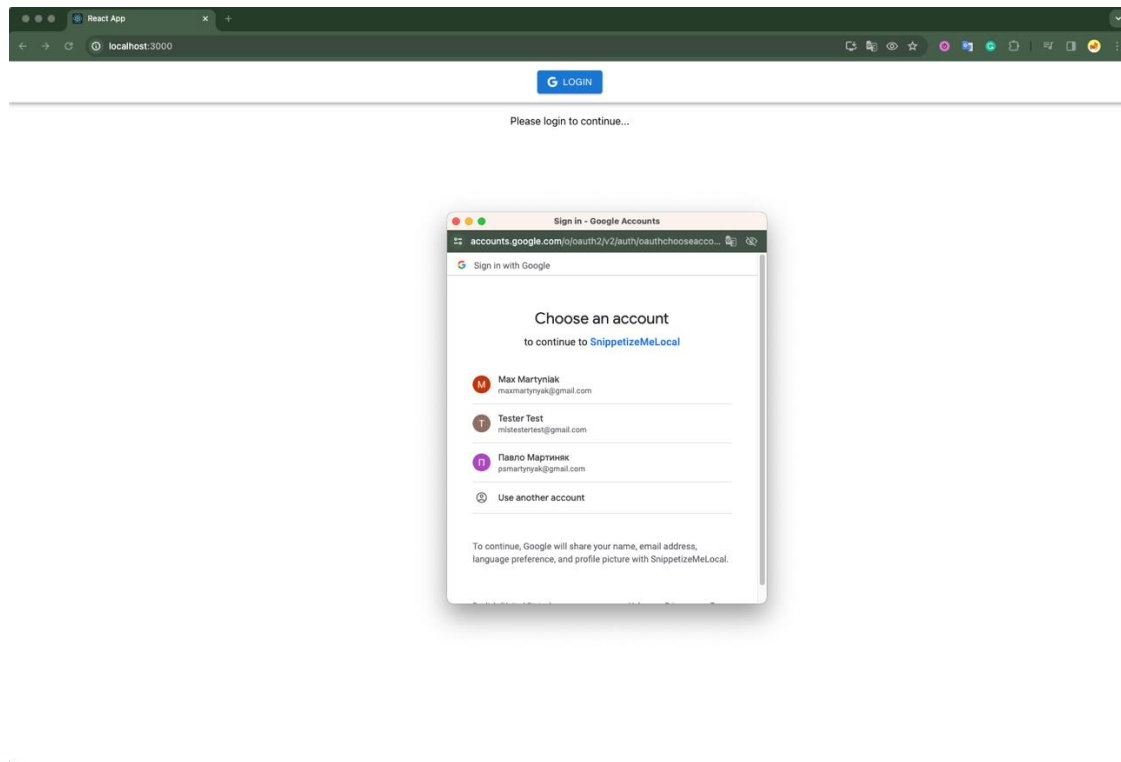 React App
localhost:3000
LOGIN
Please login to continue...
Sign in - Google Accounts
accounts.google.com/o/oauth2/v2/auth/oauthchooseacco...
Sign in with Google
Choose an account
to continue to SnippetizeMeLocal
M
Max Martyniak
maxmartynyak@gmail.com
T
Tester Test
mlstestertest@gmail.com
П
Павло Мартиняк
psmartynyak@gmail.com
Use another account
To continue, Google will share your name, email address,
language preference, and profile picture with SnippetizeMeLocal.